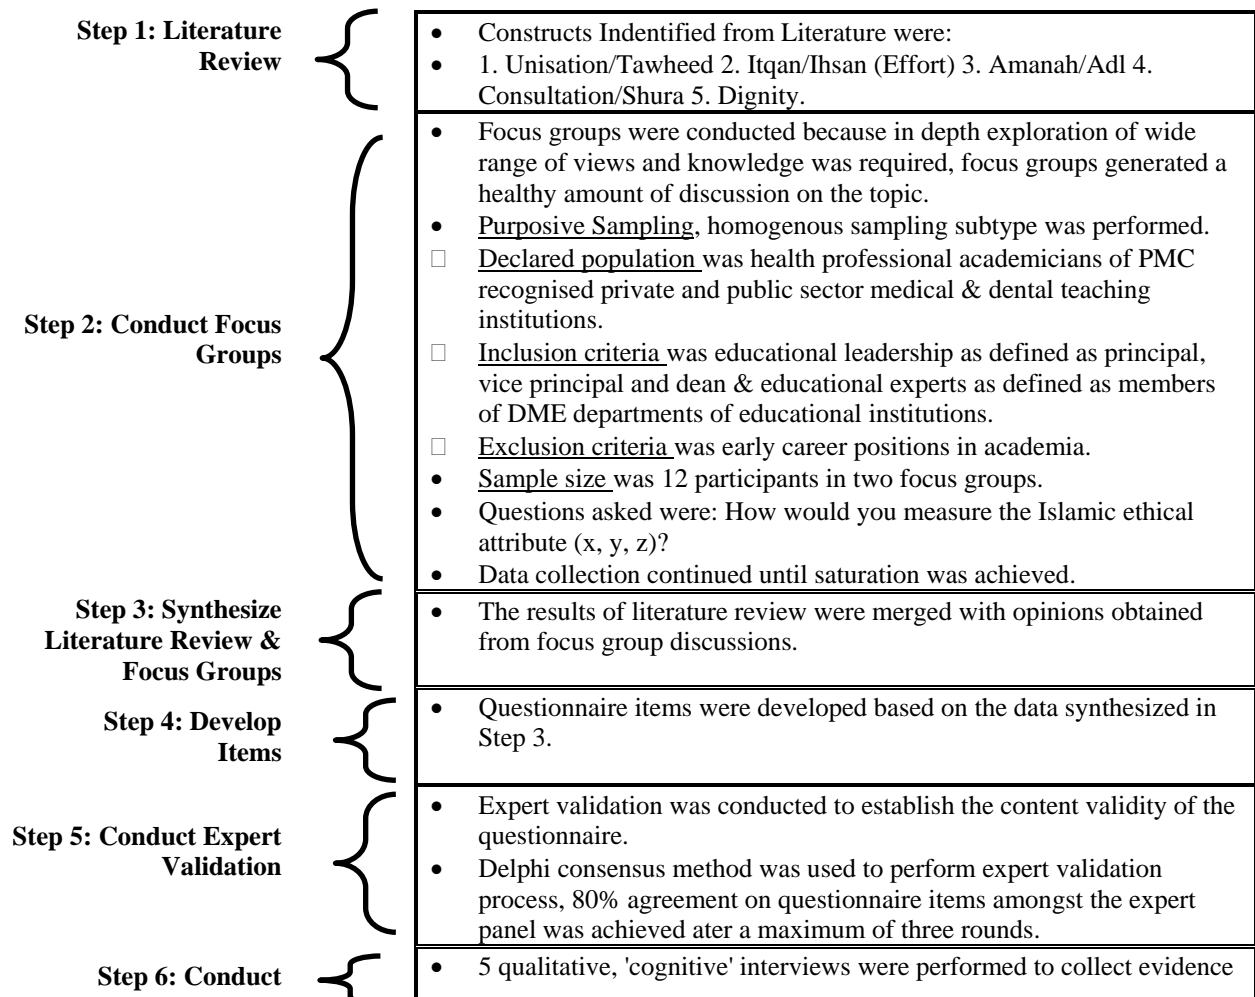 Step 1: Literature
Review
• Constructs Indentified from Literature were:
• 1. Unisation/Tawheed 2. Itqan/Ihsan (Effort) 3. Amanah/Adl 4.
Consultation/Shura 5. Dignity.
Step 2: Conduct Focus
Groups
• Focus groups were conducted because in depth exploration of wide
range of views and knowledge was required, focus groups generated a
healthy amount of discussion on the topic.
• Purposive Sampling, homogenous sampling subtype was performed.
□ Declared population was health professional academicians of PMC
recognised private and public sector medical & dental teaching
institutions.
□ Inclusion criteria was educational leadership as defined as principal,
vice principal and dean & educational experts as defined as members
of DME departments of educational institutions.
□ Exclusion criteria was early career positions in academia.
• Sample size was 12 participants in two focus groups.
• Questions asked were: How would you measure the Islamic ethical
attribute (x, y, z)?
• Data collection continued until saturation was achieved.
Step 3: Synthesize
Literature Review &
Focus Groups
• The results of literature review were merged with opinions obtained
from focus group discussions.
Step 4: Develop
Items
• Questionnaire items were developed based on the data synthesized in
Step 3.
Step 5: Conduct Expert
Validation
• Expert validation was conducted to establish the content validity of the
questionnaire.
• Delphi consensus method was used to perform expert validation
process, 80% agreement on questionnaire items amongst the expert
panel was achieved ater a maximum of three rounds.
Step 6: Conduct
• 5 qualitative, 'cognitive' interviews were performed to collect evidence